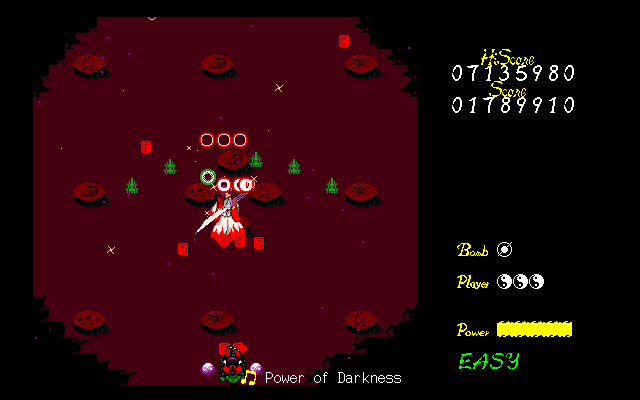 HiScore
07135980
Score
01789910
Bomb
Player
Power
EASY
Power of Darkness